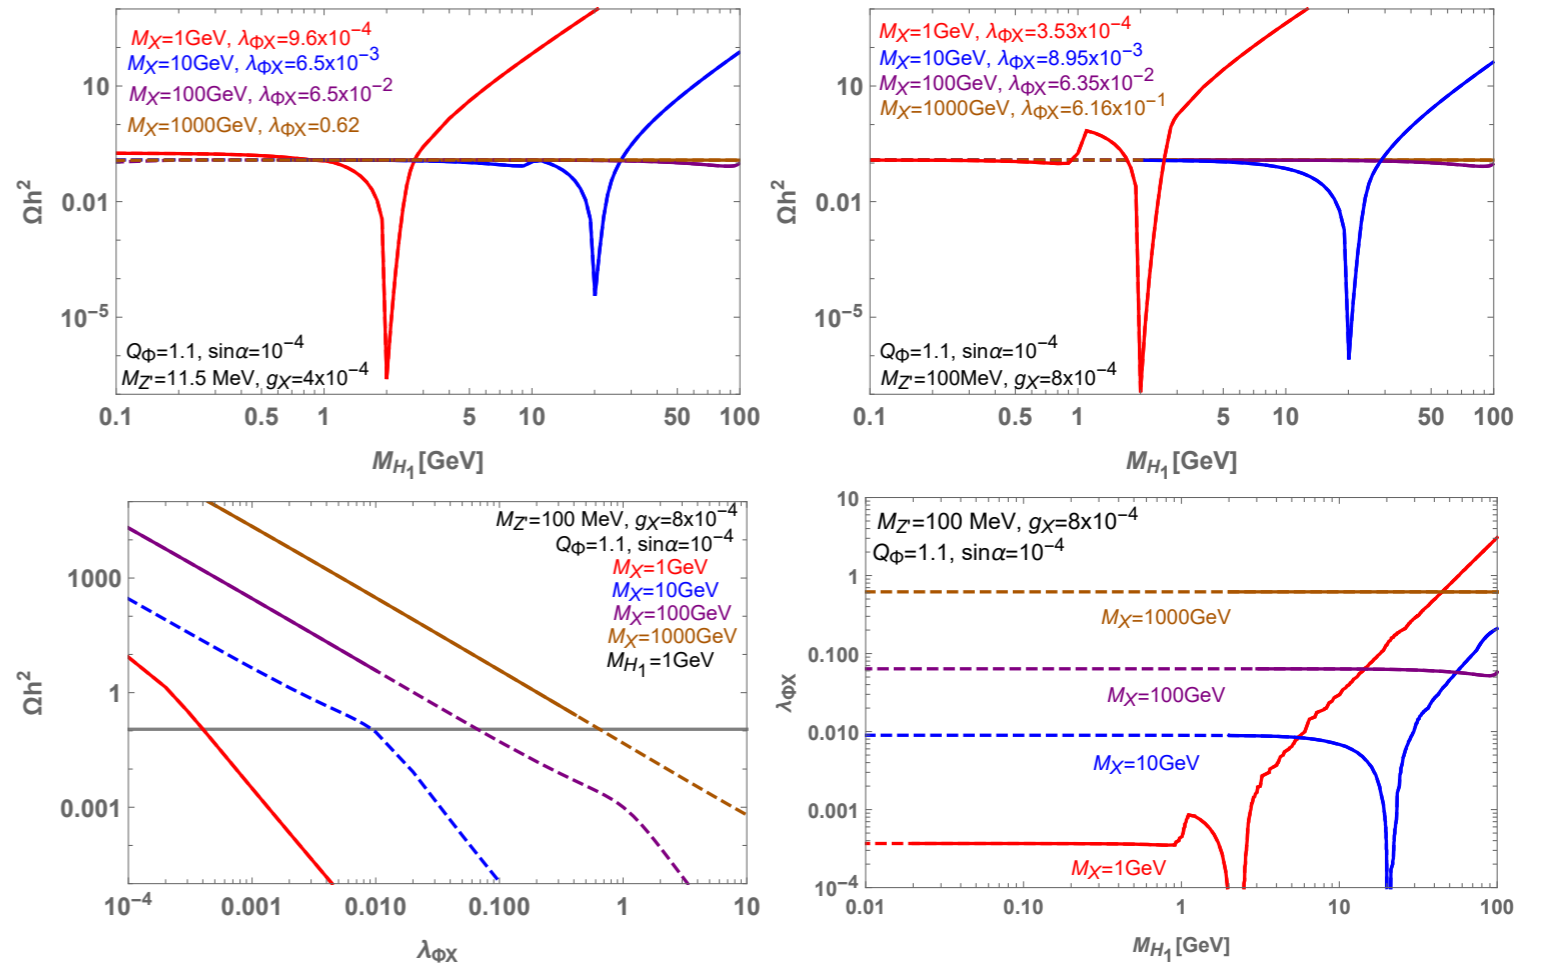 M_X=1GeV, λ_ΦX=9.6x10^−4
M_X=10GeV, λ_ΦX=6.5x10^−3
M_X=100GeV, λ_ΦX=6.5x10^−2
M_X=1000GeV, λ_ΦX=0.62
Q_Φ=1.1, sinα=10^−4
M_Z'=11.5 MeV, g_X=4x10^−4
10
0.01
10^−5
Ωh^2
0.1 0.5 1 5 10 50 100
M_H1[GeV]
M_X=1GeV, λ_ΦX=3.53x10^−4
M_X=10GeV, λ_ΦX=8.95x10^−3
M_X=100GeV, λ_ΦX=6.35x10^−2
M_X=1000GeV, λ_ΦX=6.16x10^−1
Q_Φ=1.1, sinα=10^−4
M_Z'=100MeV, g_X=8x10^−4
10
0.01
10^−5
Ωh^2
0.1 0.5 1 5 10 50 100
M_H1[GeV]
M_Z'=100 MeV, g_X=8x10^−4
Q_Φ=1.1, sinα=10^−4
M_X=1GeV
M_X=10GeV
M_X=100GeV
M_X=1000GeV
M_H1=1GeV
1000
1
0.001
Ωh^2
10^−4 0.001 0.010 0.100 1 10
λ_ΦX
M_Z'=100 MeV, g_X=8x10^−4
Q_Φ=1.1, sinα=10^−4
M_X=1000GeV
M_X=100GeV
M_X=10GeV
M_X=1GeV
10
1
0.100
0.010
0.001
10^−4
λ_ΦX
0.01 0.10 1 10 100
M_H1[GeV]